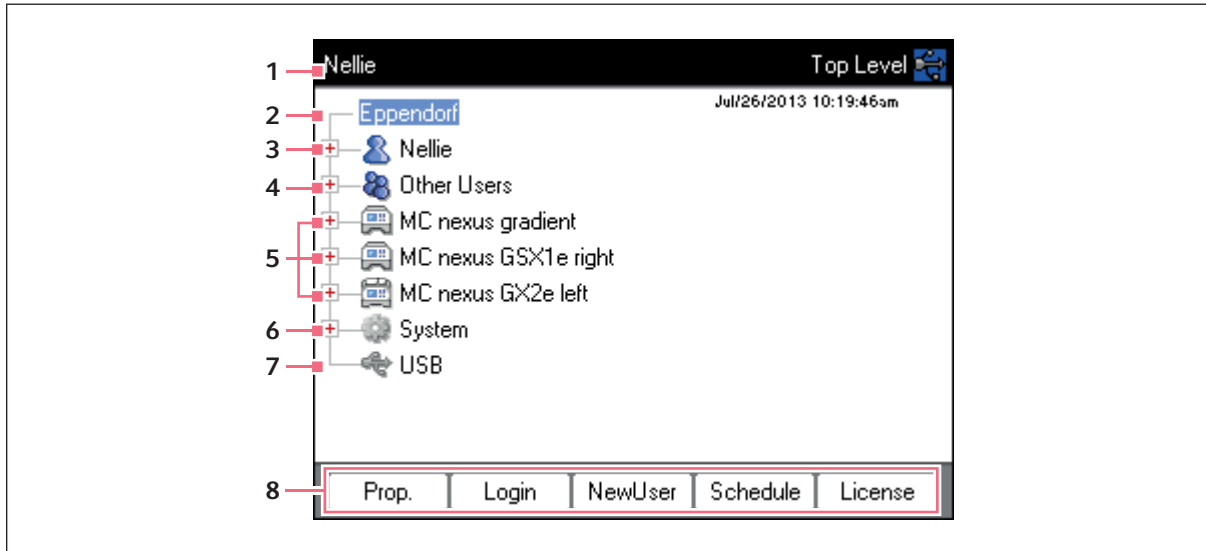 1 Nellie Top Level
Jul/26/2013 10:19:46am
2 Eppendorf
3 + Nellie
4 + Other Users
+ MC nexus gradient
5 + MC nexus GSX1e right
+ MC nexus GX2e left
6 + System
7 USB
8 Prop. Login NewUser Schedule License